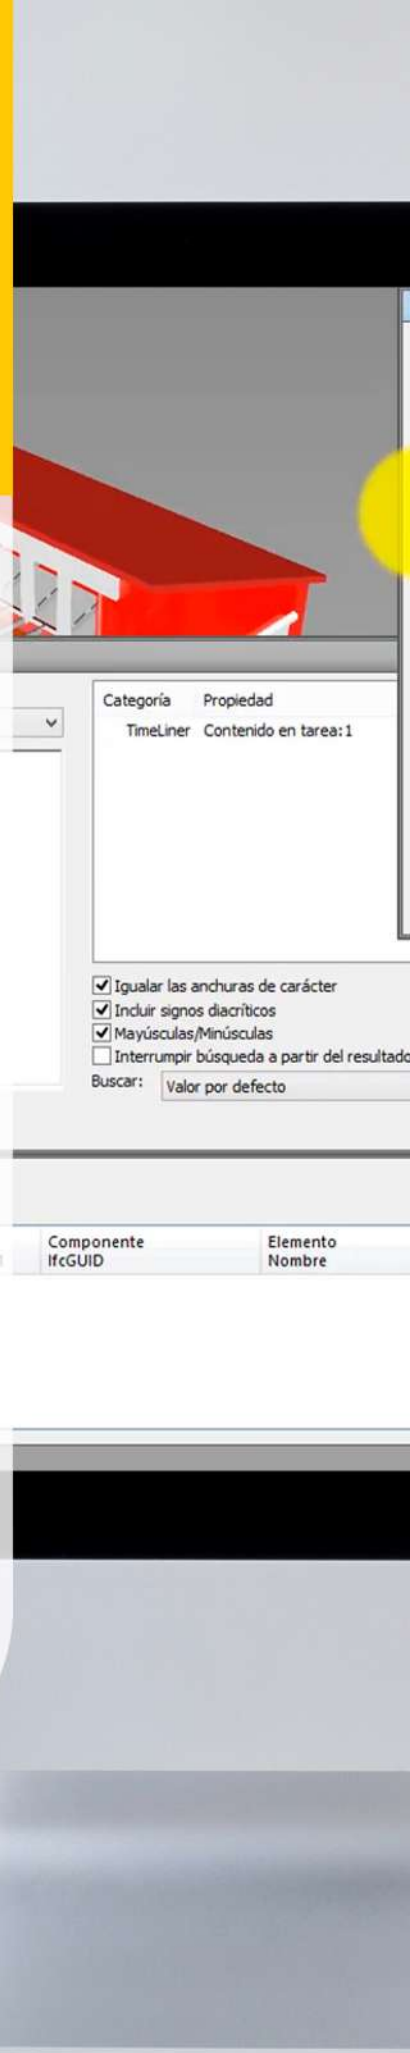 Categoría Propiedad
TimeLiner Contenido en tarea:1
Igualar las anchuras de carácter
Incluir signos diacríticos
Mayúsculas/Minúsculas
Interrumpir búsqueda a partir del resultado
Buscar: Valor por defecto
Componente Elemento
IfcGUID Nombre